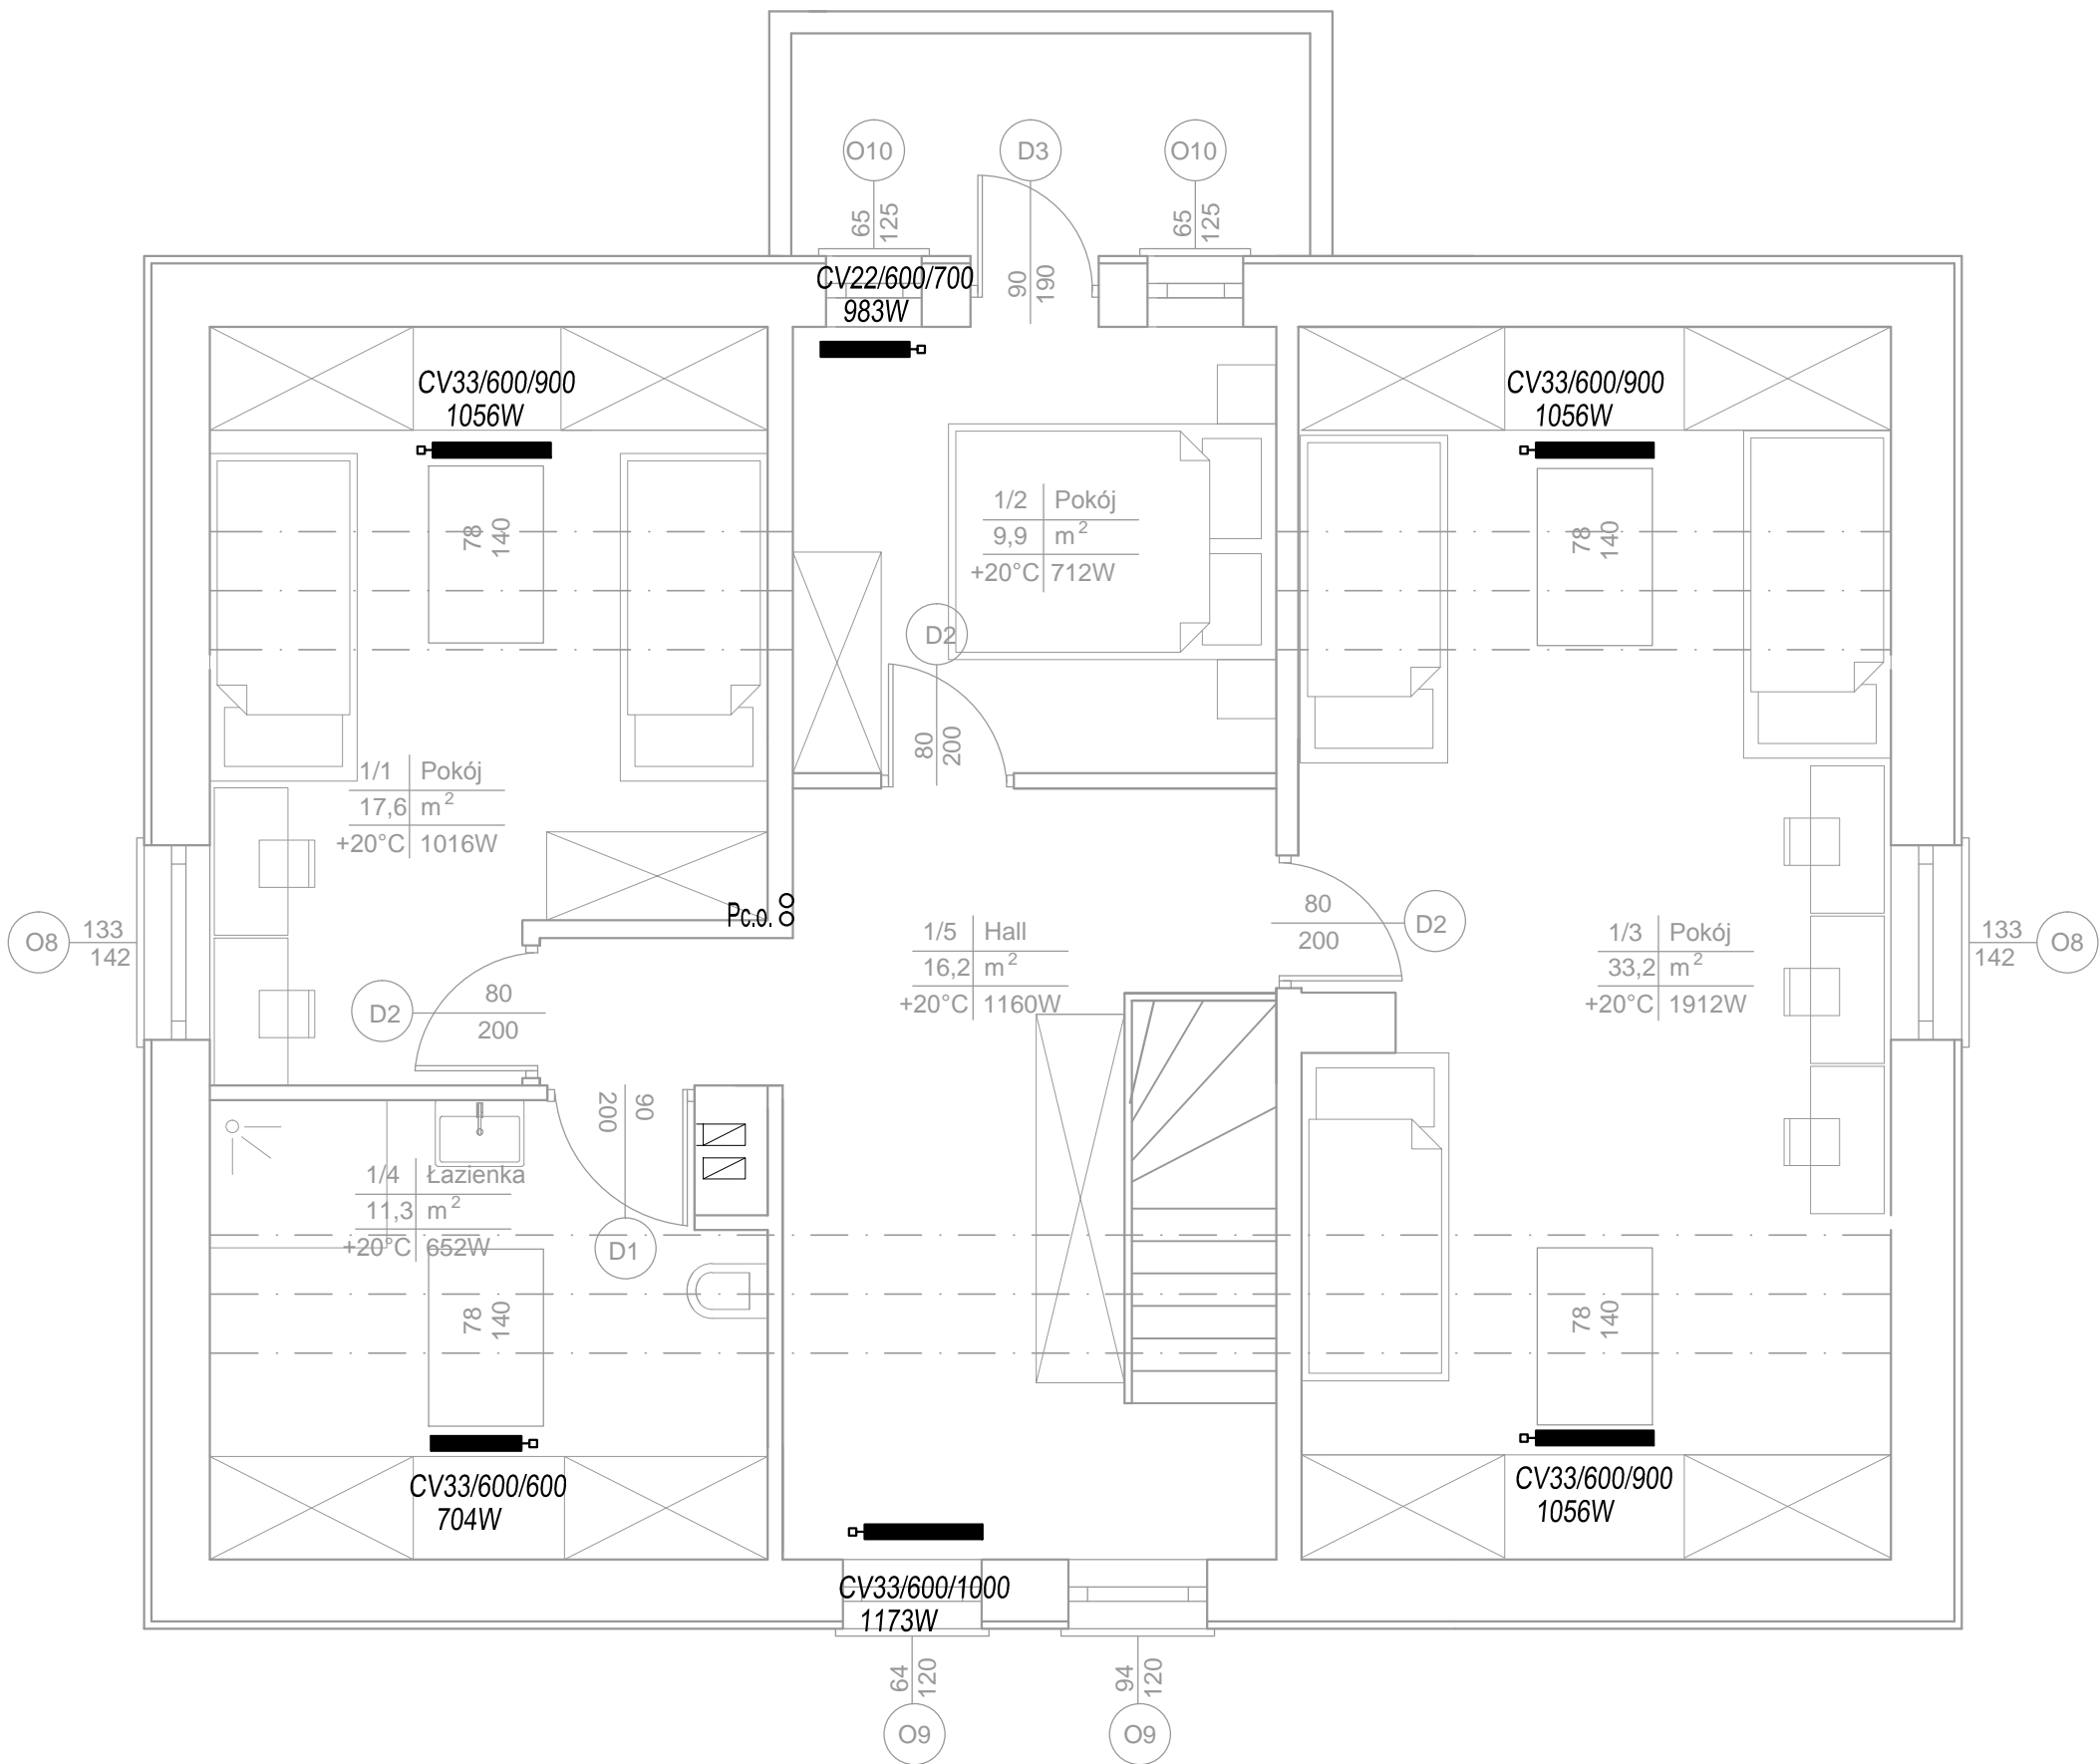 O10
D3
O10
65
125
90
190
65
125
CV22/600/700
983W
CV33/600/900
1056W
CV33/600/900
1056W
78
140
1/2 Pokój
9,9 m²
+20°C 712W
78
140
D2
80
200
1/1 Pokój
17,6 m²
+20°C 1016W
Pc.o.
O8
133
142
D2
80
200
1/5 Hall
16,2 m²
+20°C 1160W
80
200
D2
1/3 Pokój
33,2 m²
+20°C 1912W
133
142
O8
90
200
D1
1/4 Łazienka
11,3 m²
+20°C 652W
78
140
78
140
CV33/600/600
704W
CV33/600/900
1056W
CV33/600/1000
1173W
64
120
94
120
O9
O9